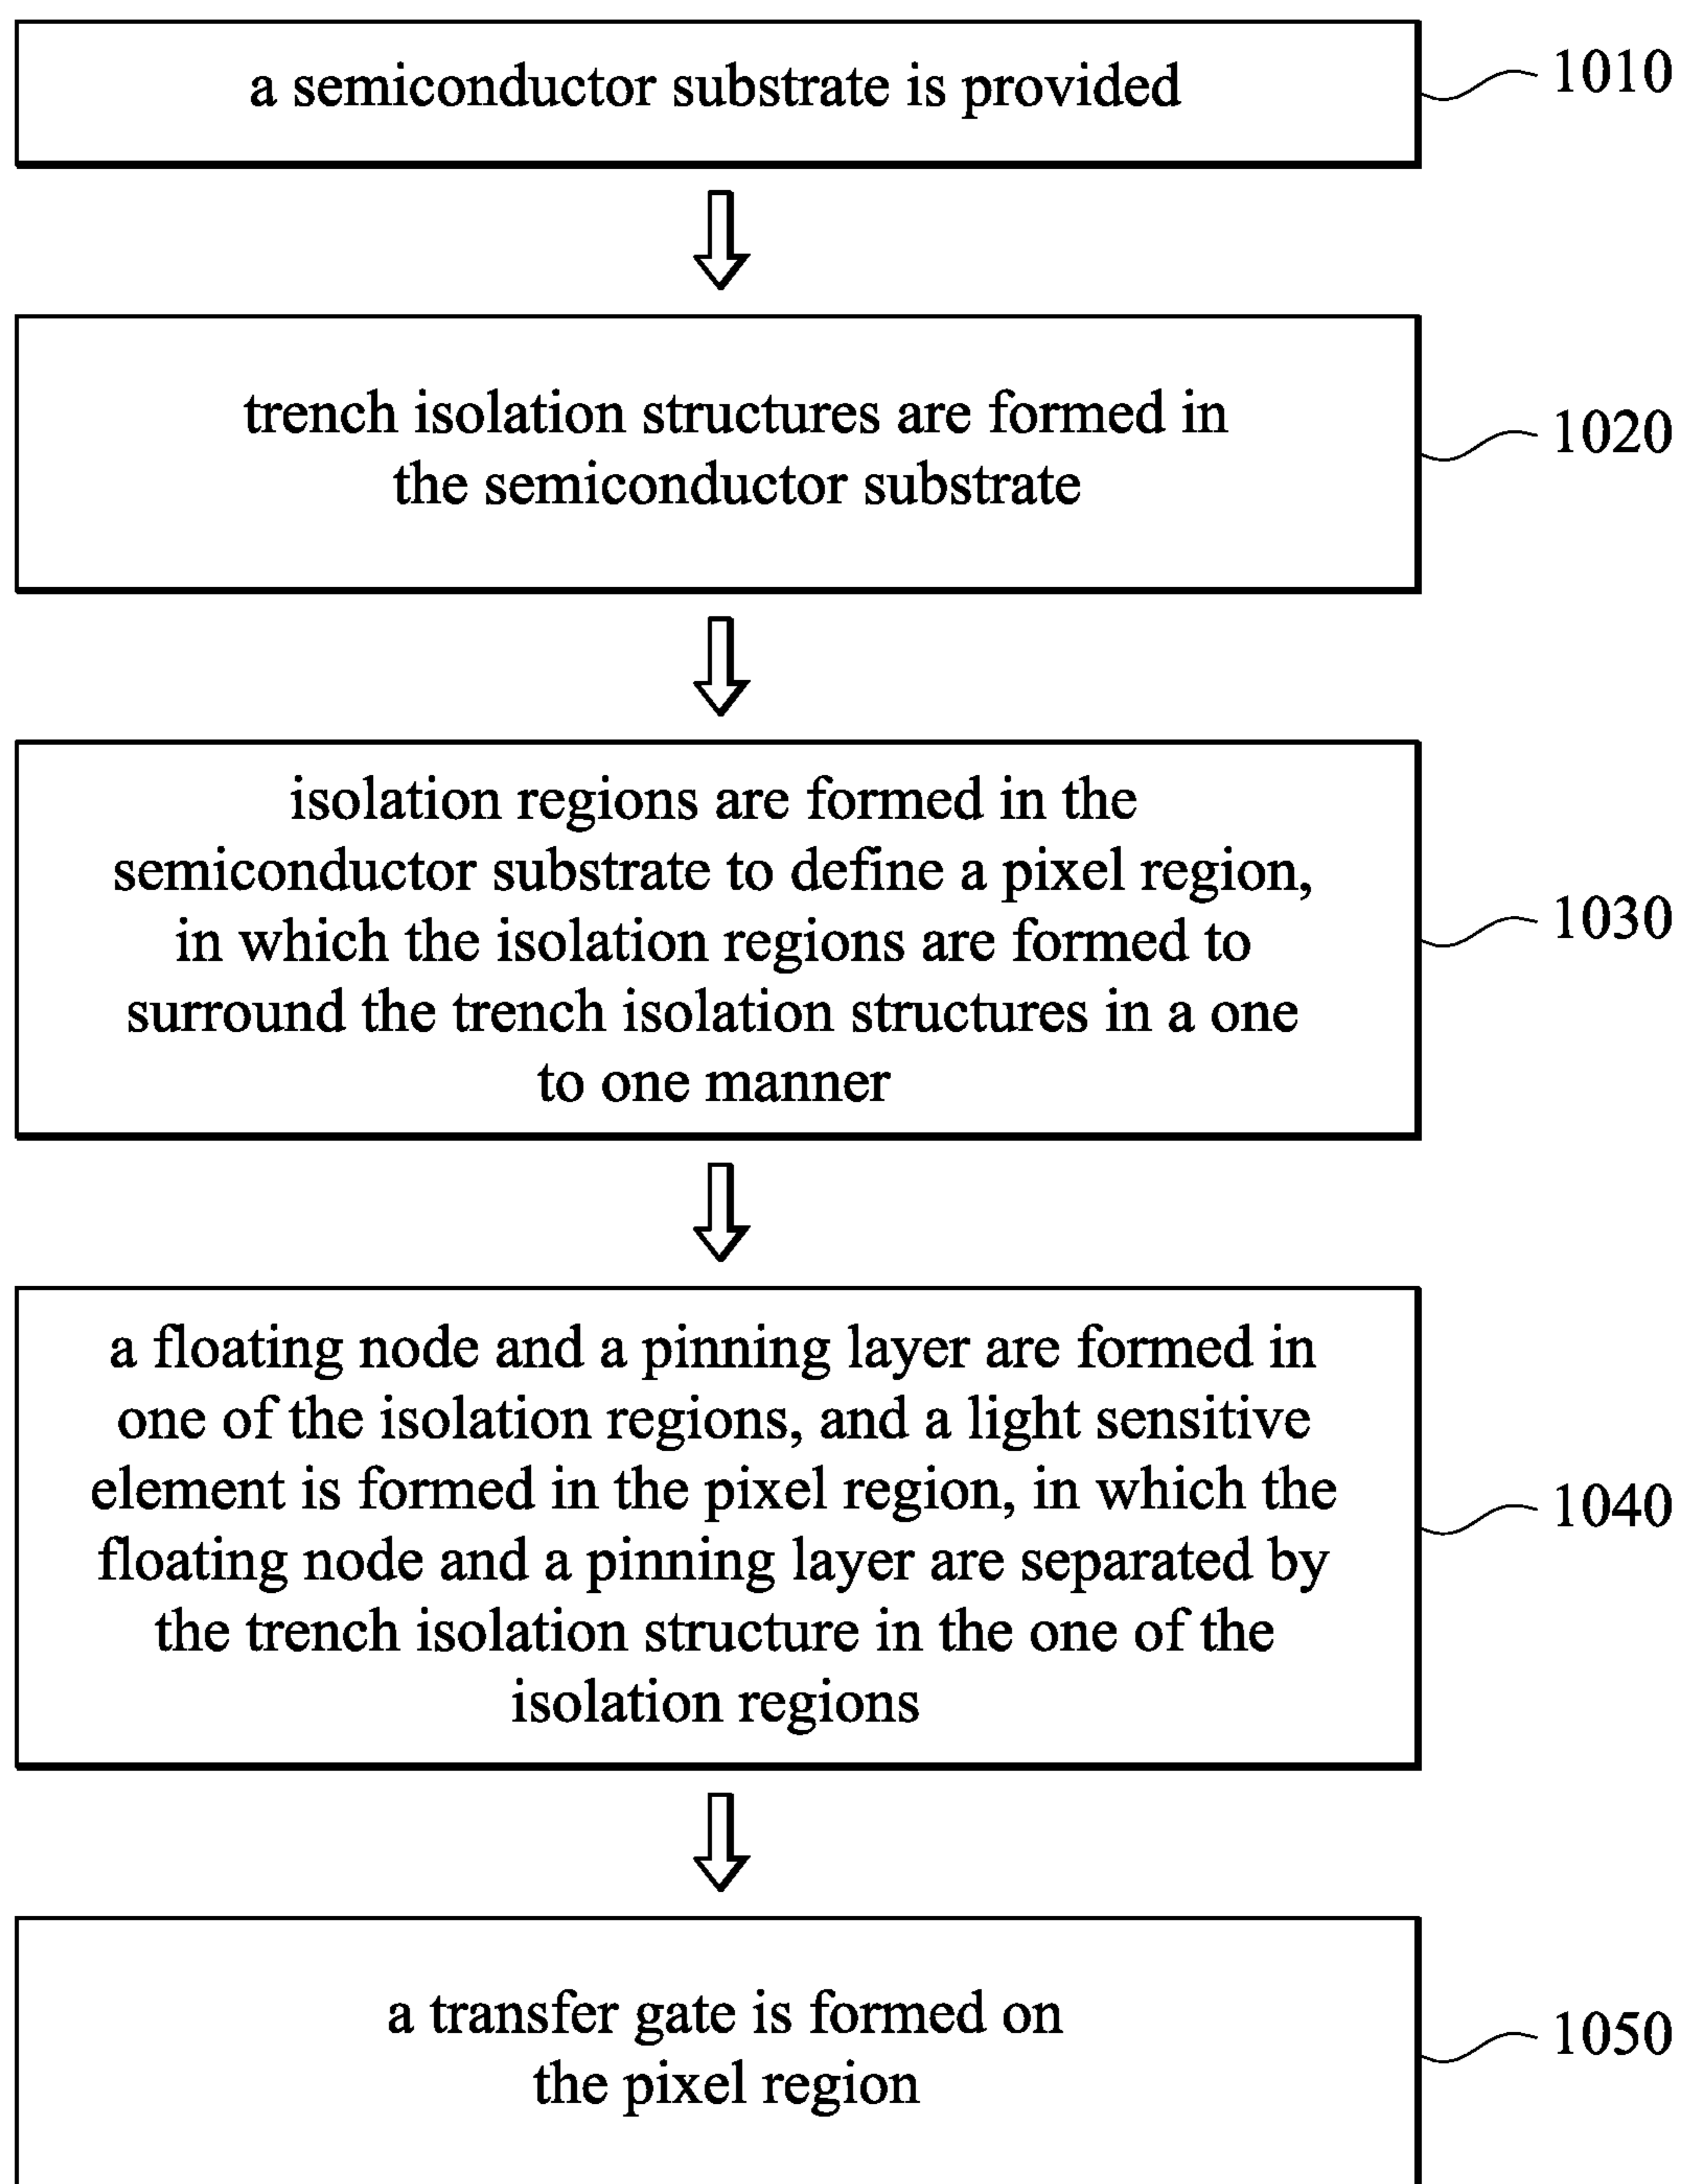 a semiconductor substrate is provided
1010
trench isolation structures are formed in
the semiconductor substrate
1020
isolation regions are formed in the
semiconductor substrate to define a pixel region,
in which the isolation regions are formed to
surround the trench isolation structures in a one
to one manner
1030
a floating node and a pinning layer are formed in
one of the isolation regions, and a light sensitive
element is formed in the pixel region, in which the
floating node and a pinning layer are separated by
the trench isolation structure in the one of the
isolation regions
1040
a transfer gate is formed on
the pixel region
1050